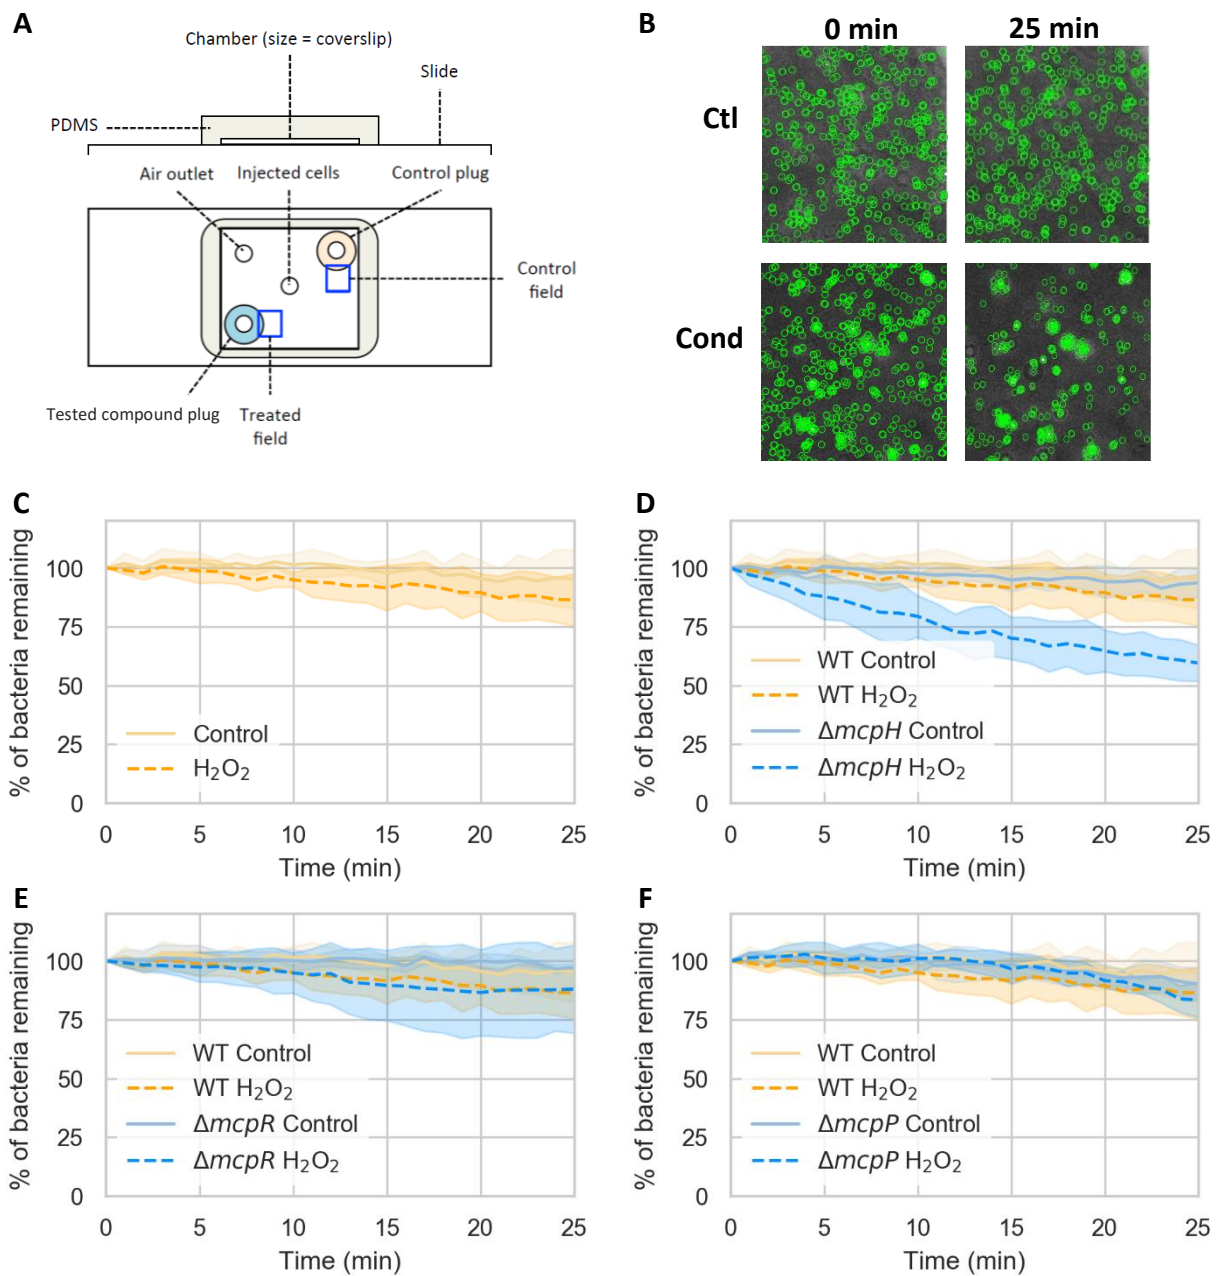 A
Chamber (size = coverslip)
Slide
PDMS
Air outlet
Injected cells
Control plug
Control
field
Tested compound plug
Treated
field
B
0 min
25 min
Ctl
Cond
C
% of bacteria remaining
100
75
50
25
0
Control
H₂O₂
0 5 10 15 20 25
Time (min)
D
% of bacteria remaining
100
75
50
25
0
WT Control
WT H₂O₂
ΔmcpH Control
ΔmcpH H₂O₂
0 5 10 15 20 25
Time (min)
E
% of bacteria remaining
100
75
50
25
0
WT Control
WT H₂O₂
ΔmcpR Control
ΔmcpR H₂O₂
0 5 10 15 20 25
Time (min)
F
% of bacteria remaining
100
75
50
25
0
WT Control
WT H₂O₂
ΔmcpP Control
ΔmcpP H₂O₂
0 5 10 15 20 25
Time (min)